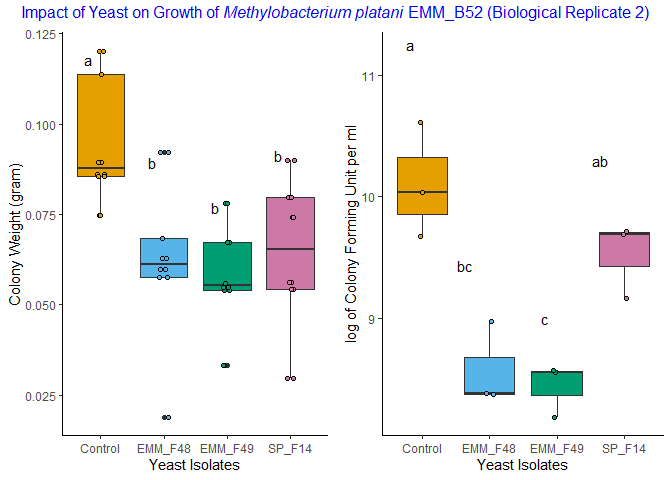 Impact of Yeast on Growth of Methylobacterium platani EMM_B52 (Biological Replicate 2)
Colony Weight (gram)
0.125
0.100
0.075
0.050
0.025
a
b
b
b
Control EMM_F48 EMM_F49 SP_F14
Yeast Isolates
log of Colony Forming Unit per ml
11
10
9
a
bc
c
ab
Control EMM_F48 EMM_F49 SP_F14
Yeast Isolates